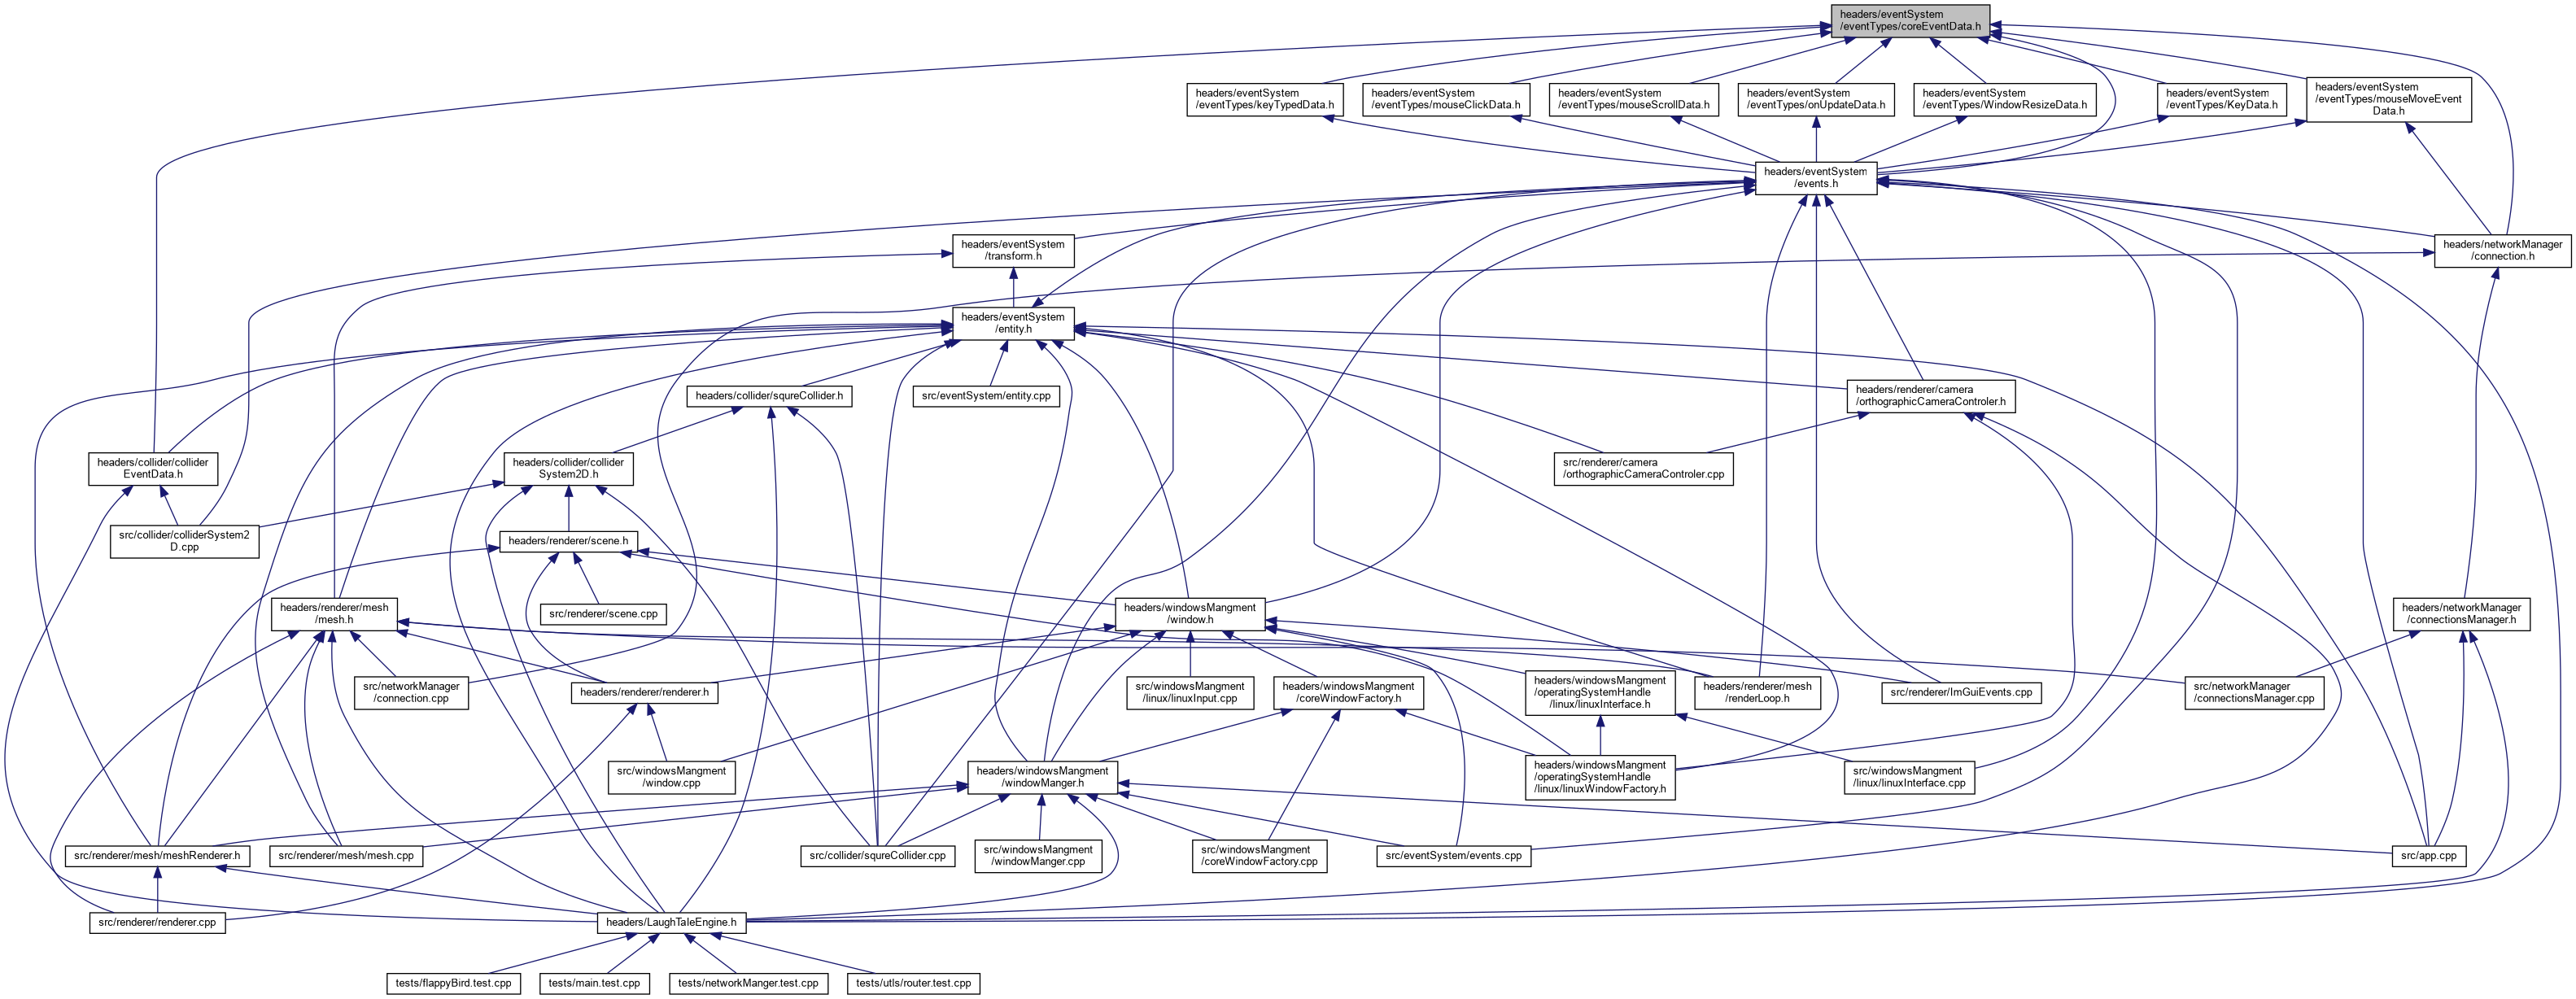 headers/eventSystem
/eventTypes/coreEventData.h
headers/eventSystem
/eventTypes/keyTypedData.h
headers/eventSystem
/eventTypes/mouseClickData.h
headers/eventSystem
/eventTypes/mouseScrollData.h
headers/eventSystem
/eventTypes/onUpdateData.h
headers/eventSystem
/eventTypes/WindowResizeData.h
headers/eventSystem
/eventTypes/KeyData.h
headers/eventSystem
/eventTypes/mouseMoveEvent
Data.h
headers/eventSystem
/events.h
headers/eventSystem
/transform.h
headers/networkManager
/connection.h
headers/eventSystem
/entity.h
headers/collider/squreCollider.h
src/eventSystem/entity.cpp
headers/renderer/camera
/orthographicCameraControler.h
headers/collider/collider
EventData.h
headers/collider/collider
System2D.h
src/renderer/camera
/orthographicCameraControler.cpp
src/collider/colliderSystem2
D.cpp
headers/renderer/scene.h
headers/renderer/mesh
/mesh.h
src/renderer/scene.cpp
headers/windowsMangment
/window.h
headers/networkManager
/connectionsManager.h
src/networkManager
/connection.cpp
headers/renderer/renderer.h
src/windowsMangment
/linux/linuxInput.cpp
headers/windowsMangment
/coreWindowFactory.h
headers/windowsMangment
/operatingSystemHandle
/linux/linuxInterface.h
headers/renderer/mesh
/renderLoop.h
src/renderer/ImGuiEvents.cpp
src/networkManager
/connectionsManager.cpp
src/windowsMangment
/window.cpp
headers/windowsMangment
/windowManger.h
headers/windowsMangment
/operatingSystemHandle
/linux/linuxWindowFactory.h
src/windowsMangment
/linux/linuxInterface.cpp
src/renderer/mesh/meshRenderer.h
src/renderer/mesh/mesh.cpp
src/collider/squreCollider.cpp
src/windowsMangment
/windowManger.cpp
src/windowsMangment
/coreWindowFactory.cpp
src/eventSystem/events.cpp
src/app.cpp
src/renderer/renderer.cpp
headers/LaughTaleEngine.h
tests/flappyBird.test.cpp
tests/main.test.cpp
tests/networkManger.test.cpp
tests/utls/router.test.cpp